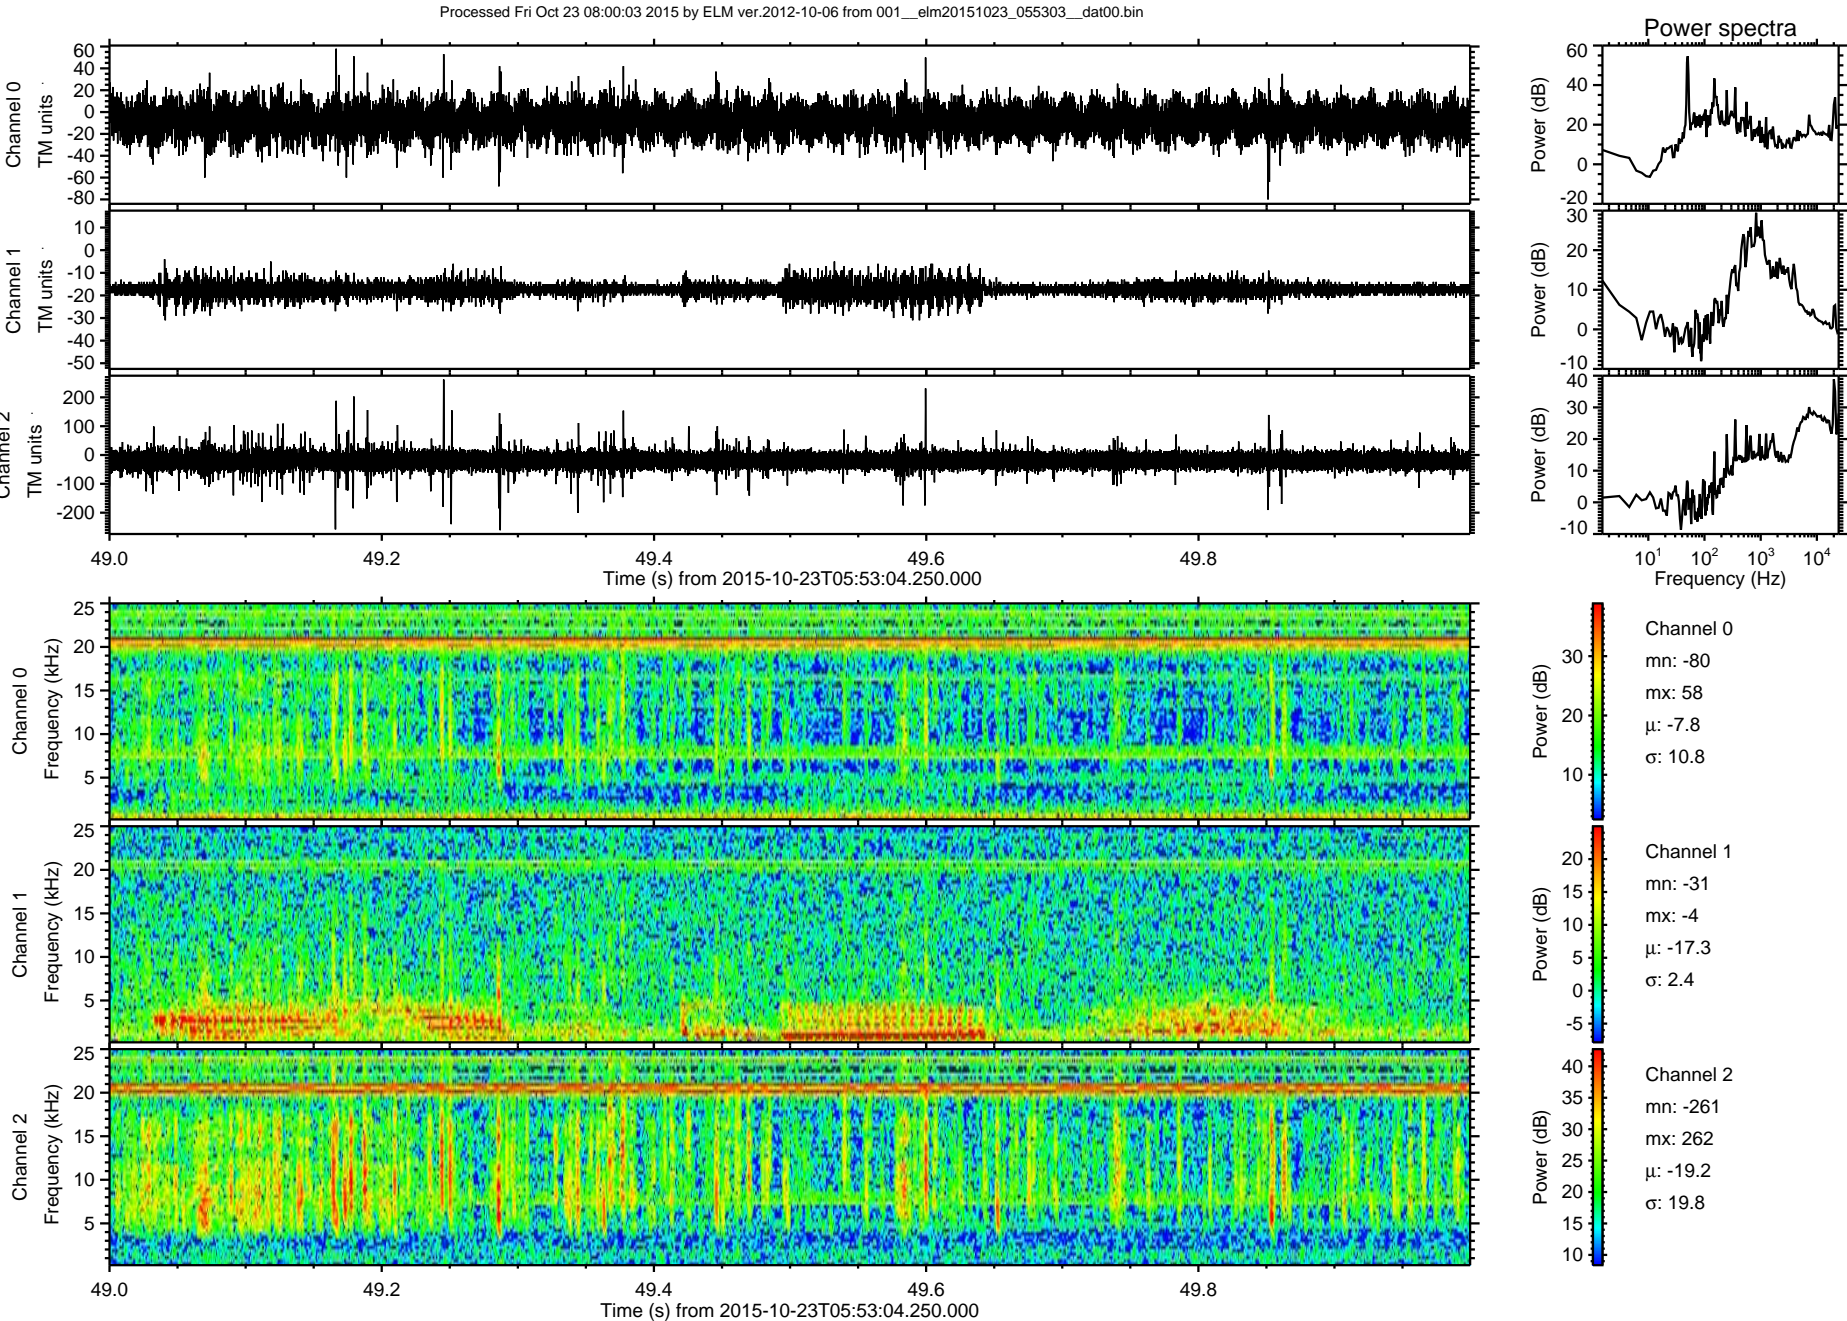 Processed Fri Oct 23 08:00:03 2015 by ELM ver.2012-10-06 from 001__elm20151023_055303__dat00.bin
Power spectra
Channel 0
TM units
60
40
20
0
-20
-40
-60
-80
Power (dB)
60
40
20
0
-20
Channel 1
TM units
10
0
-10
-20
-30
-40
-50
Power (dB)
30
20
10
0
-10
Channel 2
TM units
200
100
0
-100
-200
Power (dB)
40
30
20
10
0
-10
49.0 49.2 49.4 49.6 49.8
Time (s) from 2015-10-23T05:53:04.250.000
10¹ 10² 10³ 10⁴
Frequency (Hz)
Channel 0
Frequency (kHz)
25
20
15
10
5
Power (dB)
30
20
10
Channel 0
mn: -80
mx: 58
μ: -7.8
σ: 10.8
Channel 1
Frequency (kHz)
25
20
15
10
5
Power (dB)
20
15
10
5
0
-5
Channel 1
mn: -31
mx: -4
μ: -17.3
σ: 2.4
Channel 2
Frequency (kHz)
25
20
15
10
5
Power (dB)
40
35
30
25
20
15
10
Channel 2
mn: -261
mx: 262
μ: -19.2
σ: 19.8
49.0 49.2 49.4 49.6 49.8
Time (s) from 2015-10-23T05:53:04.250.000